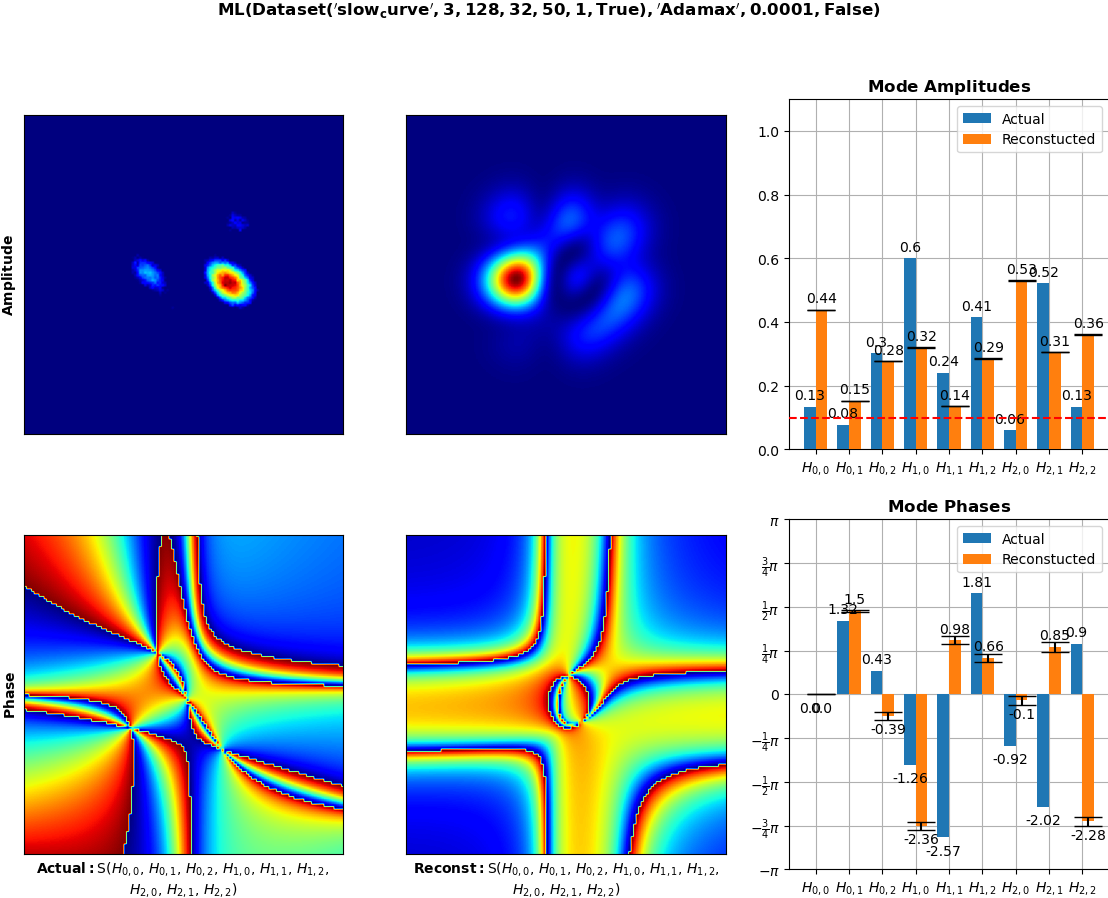 ML(Dataset('slow_curve', 3, 128, 32, 50, 1, True), 'Adamax', 0.0001, False)
Amplitude
Mode Amplitudes
Actual
Reconstucted
1.0
0.8
0.6
0.4
0.2
0.0
0.13
0.44
0.08
0.15
0.3
0.28
0.6
0.32
0.24
0.14
0.41
0.29
0.06
0.53
0.52
0.31
0.13
0.36
H0,0 H0,1 H0,2 H1,0 H1,1 H1,2 H2,0 H2,1 H2,2
Phase
Actual: S(H0,0, H0,1, H0,2, H1,0, H1,1, H1,2,
H2,0, H2,1, H2,2)
Reconst: S(H0,0, H0,1, H0,2, H1,0, H1,1, H1,2,
H2,0, H2,1, H2,2)
Mode Phases
Actual
Reconstucted
π
3/4π
1/2π
1/4π
0
−1/4π
−1/2π
−3/4π
−π
0.0
0.0
1.32
1.5
0.43
-0.39
-1.26
-2.36
-2.57
0.98
1.81
0.66
-0.92
-0.1
-2.02
0.85
0.9
-2.28
H0,0 H0,1 H0,2 H1,0 H1,1 H1,2 H2,0 H2,1 H2,2